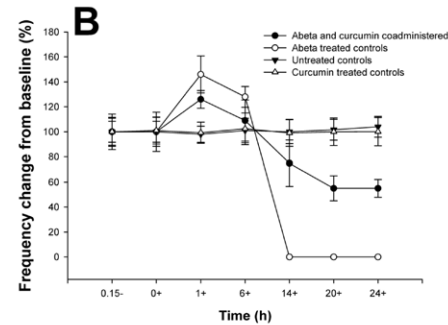 B
Abeta and curcumin coadministered
Abeta treated controls
Untreated controls
Curcumin treated controls
Frequency change from baseline (%)
180
160
140
120
100
80
60
40
20
0
0.15- 0+ 1+ 6+ 14+ 20+ 24+
Time (h)